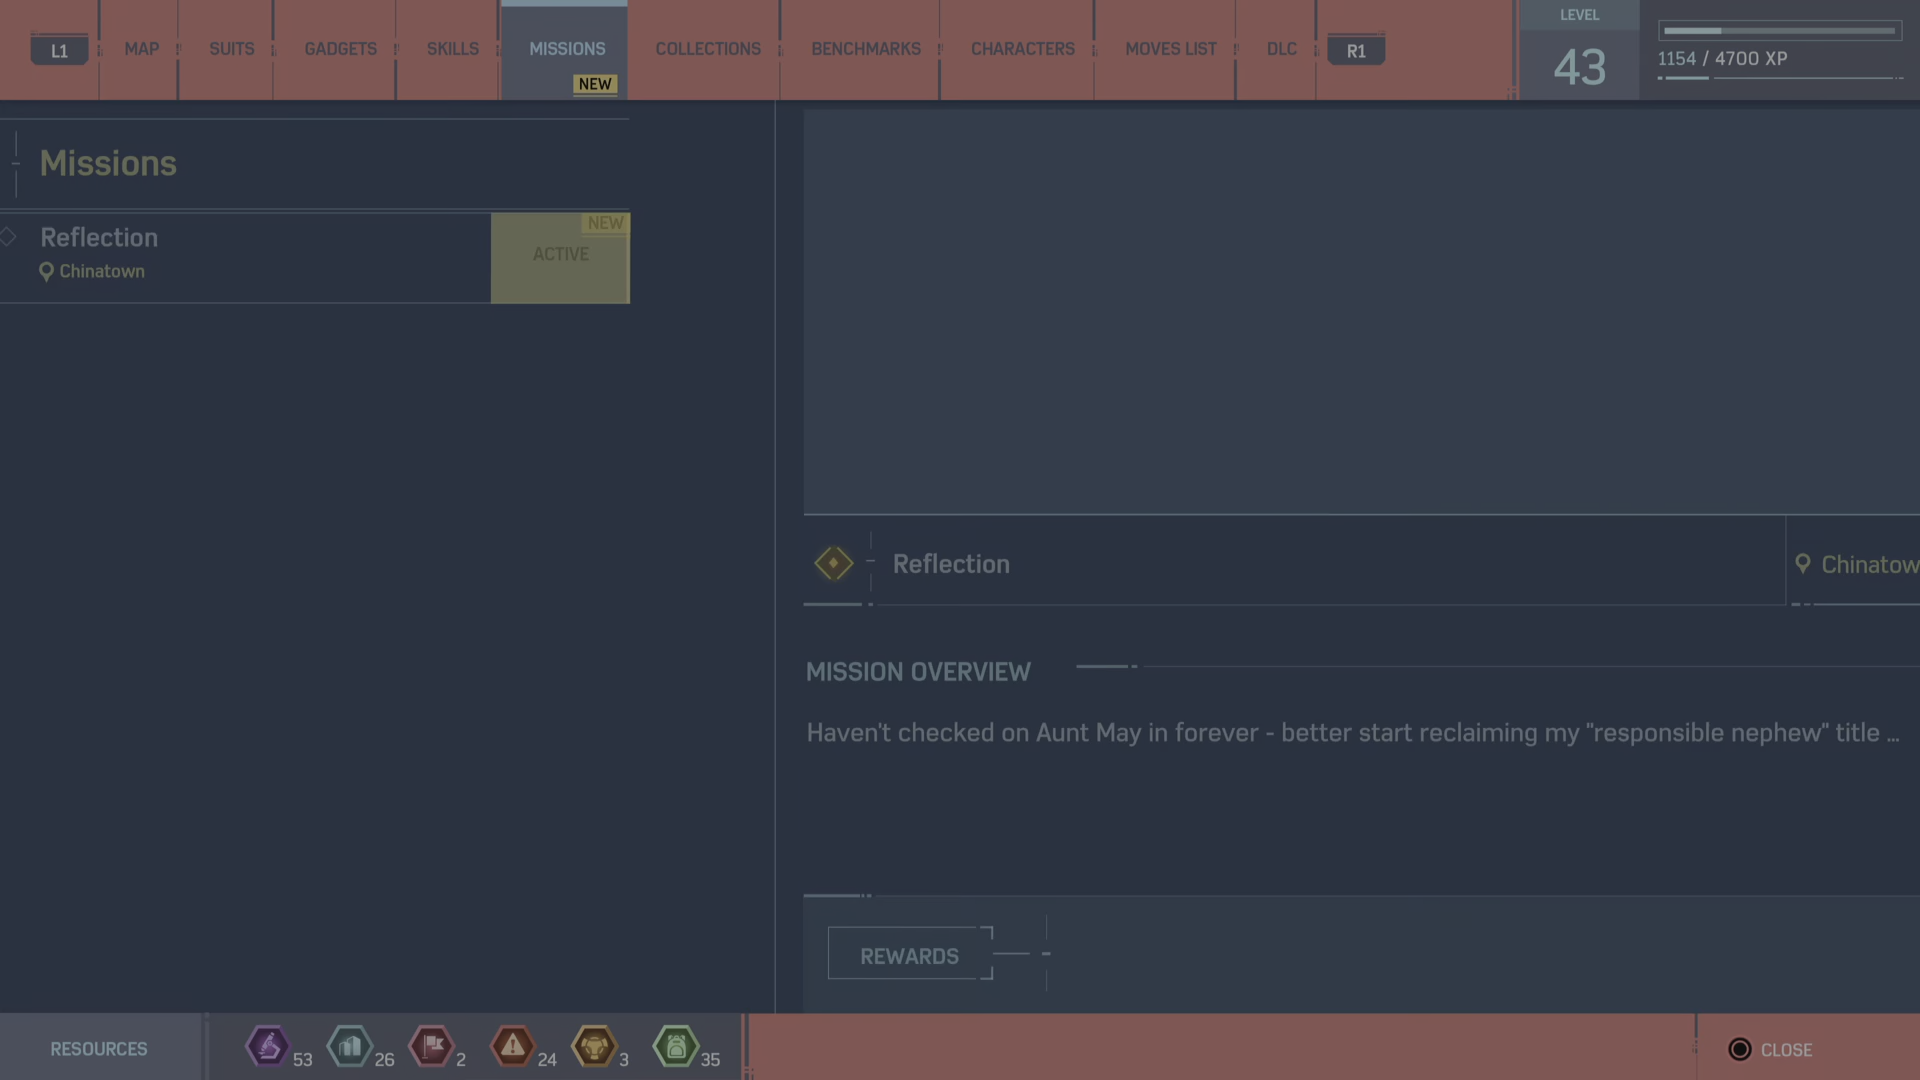 L1 MAP SUITS GADGETS SKILLS MISSIONS COLLECTIONS BENCHMARKS CHARACTERS MOVES LIST DLC R1
NEW
LEVEL
43
1154 / 4700 XP
Missions
Reflection
Chinatown
NEW
ACTIVE
Reflection
Chinatow
MISSION OVERVIEW
Haven't checked on Aunt May in forever - better start reclaiming my "responsible nephew" title ...
REWARDS
RESOURCES 53 26 2 24 3 35
CLOSE